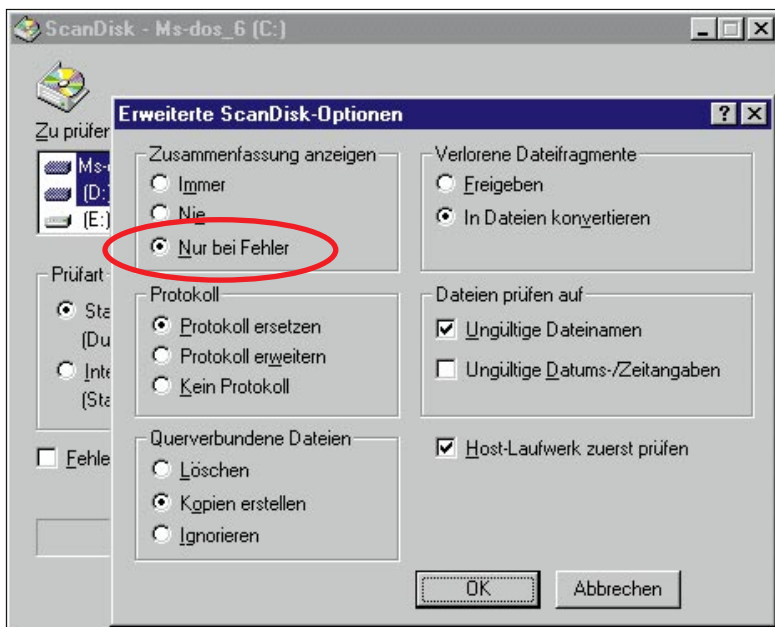 ScanDisk - Ms-dos_6 (C:)
Zu prüfen
Ms-
(D:)
(E:)
Prüfart
Sta
(Du
Inte
(Sta
Fehle
Erweiterte ScanDisk-Optionen
Zusammenfassung anzeigen
Immer
Nie
Nur bei Fehler
Protokoll
Protokoll ersetzen
Protokoll erweitern
Kein Protokoll
Querverbundene Dateien
Löschen
Kopien erstellen
Ignorieren
Verlorene Dateifragmente
Freigeben
In Dateien konvertieren
Dateien prüfen auf
Ungültige Dateinamen
Ungültige Datums-/Zeitangaben
Host-Laufwerk zuerst prüfen
OK
Abbrechen